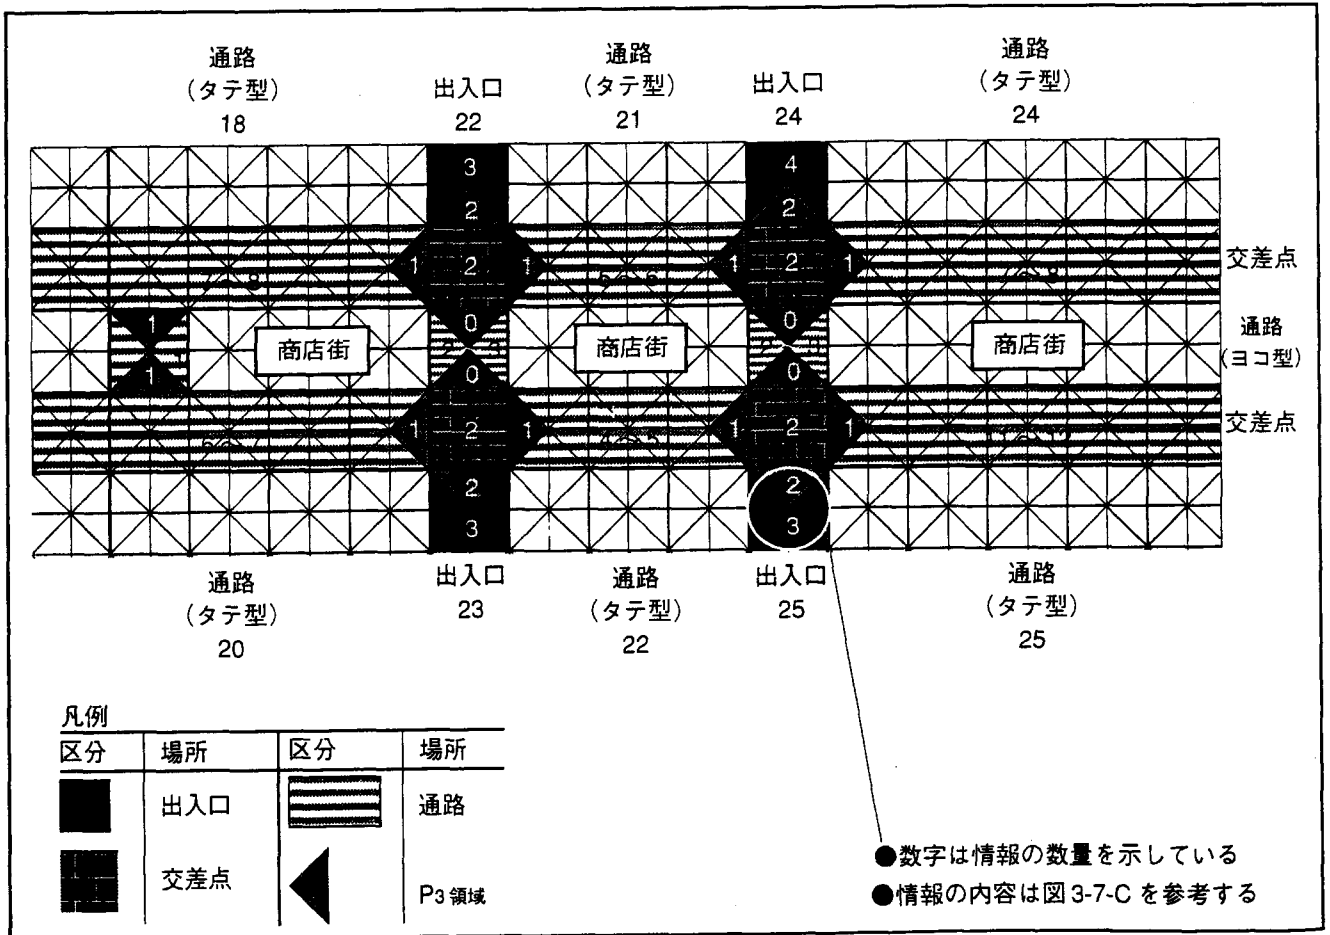 通路
(タテ型)
18
出入口
22
通路
(タテ型)
21
出入口
24
通路
(タテ型)
24
3
4
2
2
1 2 1
1 2 1
交差点
7〜8
7〜8
1
0
0
通路
(ヨコ型)
商店街
商店街
商店街
1
0
0
1 2 1
1 2 1
交差点
4〜5
2
2
3
3
通路
(タテ型)
20
出入口
23
通路
(タテ型)
22
出入口
25
通路
(タテ型)
25
凡例
区分 場所 区分 場所
出入口 通路
交差点 P3 領域
●数字は情報の数量を示している
●情報の内容は図 3-7-C を参考する